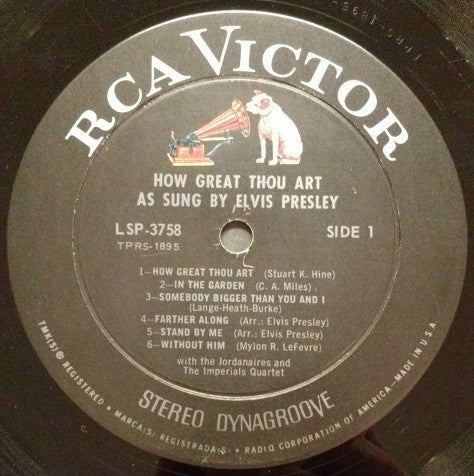 RCA VICTOR
HOW GREAT THOU ART
AS SUNG BY ELVIS PRESLEY
LSP-3758 SIDE 1
TPRS-1895
1—HOW GREAT THOU ART (Stuart K. Hine)
2—IN THE GARDEN (C. A. Miles)
3—SOMEBODY BIGGER THAN YOU AND I
(Lange-Heath-Burke)
4—FARTHER ALONG (Arr.: Elvis Presley)
5—STAND BY ME (Arr.: Elvis Presley)
6—WITHOUT HIM (Mylon R. LeFevre)
with the Jordanaires and
The Imperials Quartet
STEREO DYNAGROOVE
TMK(S) ® REGISTERED • MARCA(S) REGISTRADA(S) • RADIO CORPORATION OF AMERICA—MADE IN U.S.A.